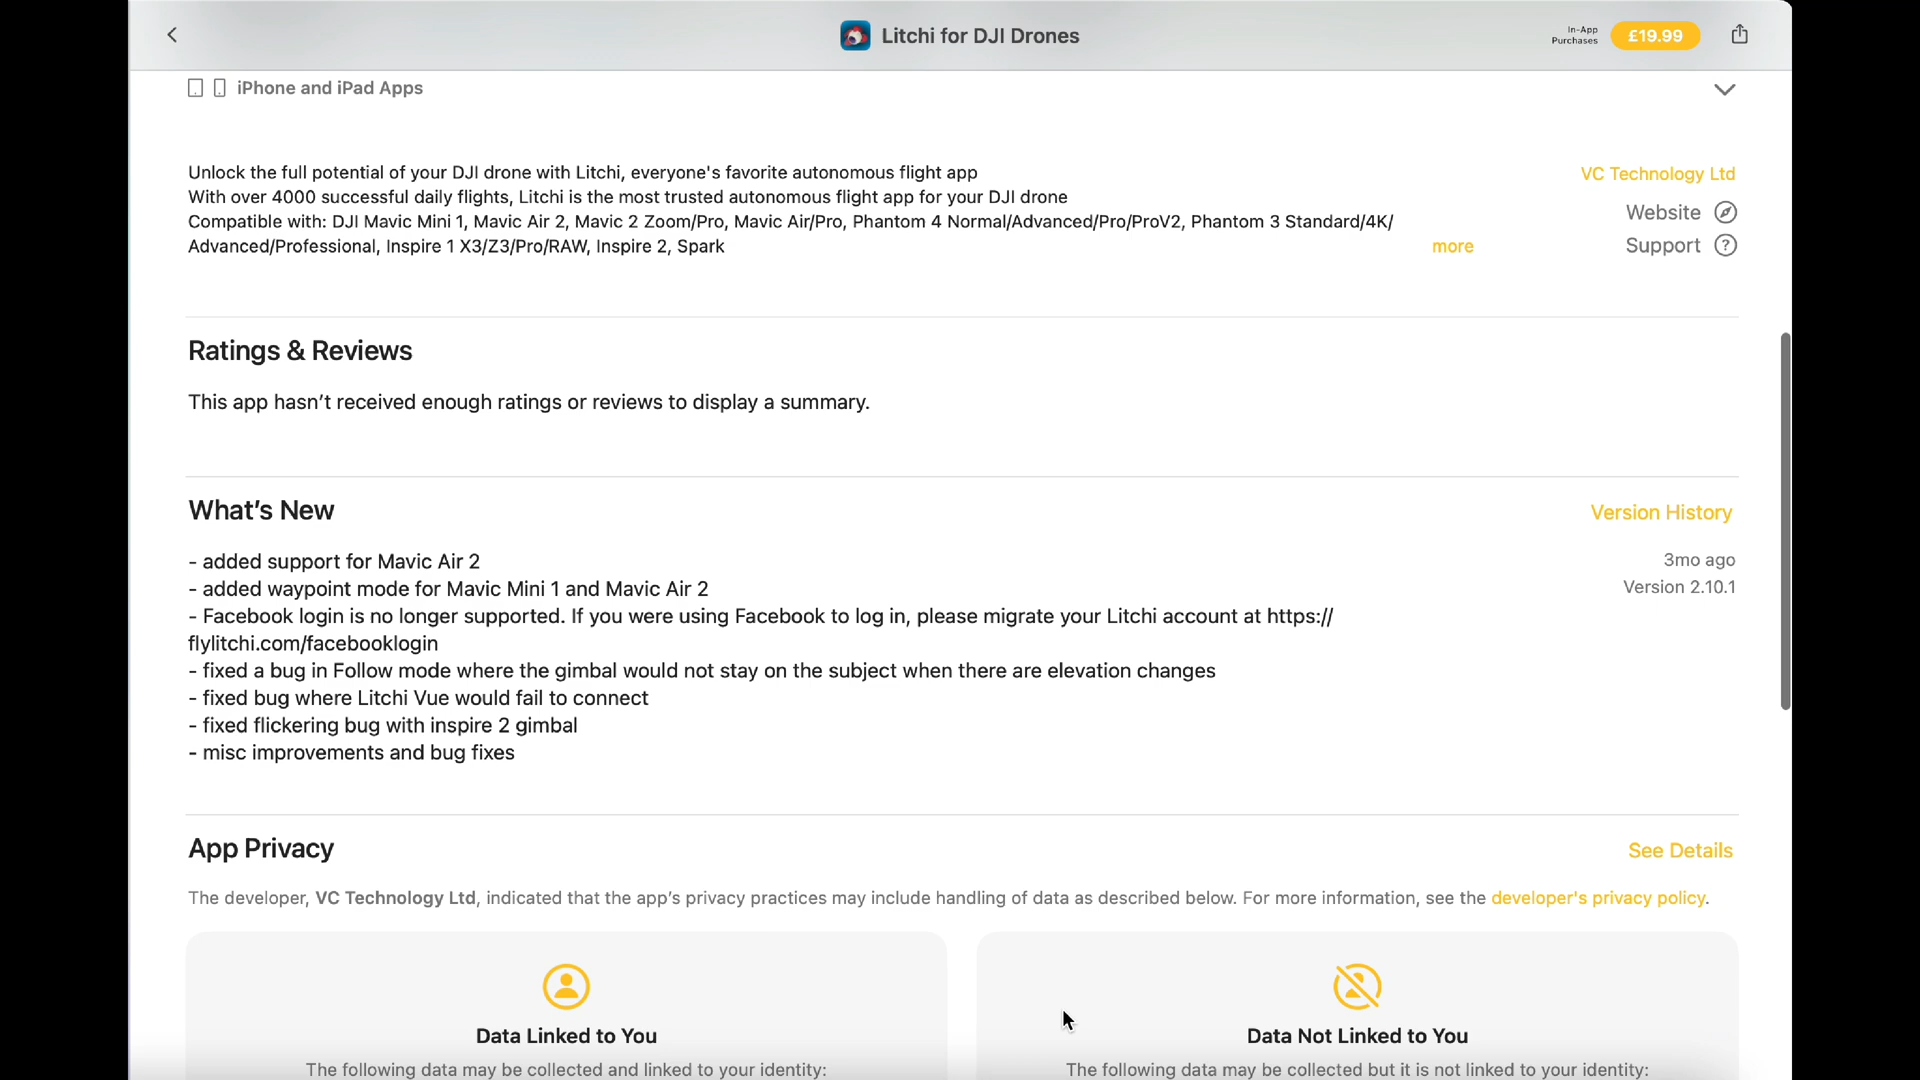 Litchi for DJI Drones
In-App
Purchases
£19.99
iPhone and iPad Apps
Unlock the full potential of your DJI drone with Litchi, everyone's favorite autonomous flight app
With over 4000 successful daily flights, Litchi is the most trusted autonomous flight app for your DJI drone
Compatible with: DJI Mavic Mini 1, Mavic Air 2, Mavic 2 Zoom/Pro, Mavic Air/Pro, Phantom 4 Normal/Advanced/Pro/ProV2, Phantom 3 Standard/4K/
Advanced/Professional, Inspire 1 X3/Z3/Pro/RAW, Inspire 2, Spark
more
VC Technology Ltd
Website
Support
Ratings & Reviews
This app hasn't received enough ratings or reviews to display a summary.
What's New
Version History
- added support for Mavic Air 2
- added waypoint mode for Mavic Mini 1 and Mavic Air 2
- Facebook login is no longer supported. If you were using Facebook to log in, please migrate your Litchi account at https://
flylitchi.com/facebooklogin
- fixed a bug in Follow mode where the gimbal would not stay on the subject when there are elevation changes
- fixed bug where Litchi Vue would fail to connect
- fixed flickering bug with inspire 2 gimbal
- misc improvements and bug fixes
3mo ago
Version 2.10.1
App Privacy
See Details
The developer, VC Technology Ltd, indicated that the app's privacy practices may include handling of data as described below. For more information, see the developer's privacy policy.
Data Linked to You
The following data may be collected and linked to your identity:
Data Not Linked to You
The following data may be collected but it is not linked to your identity: